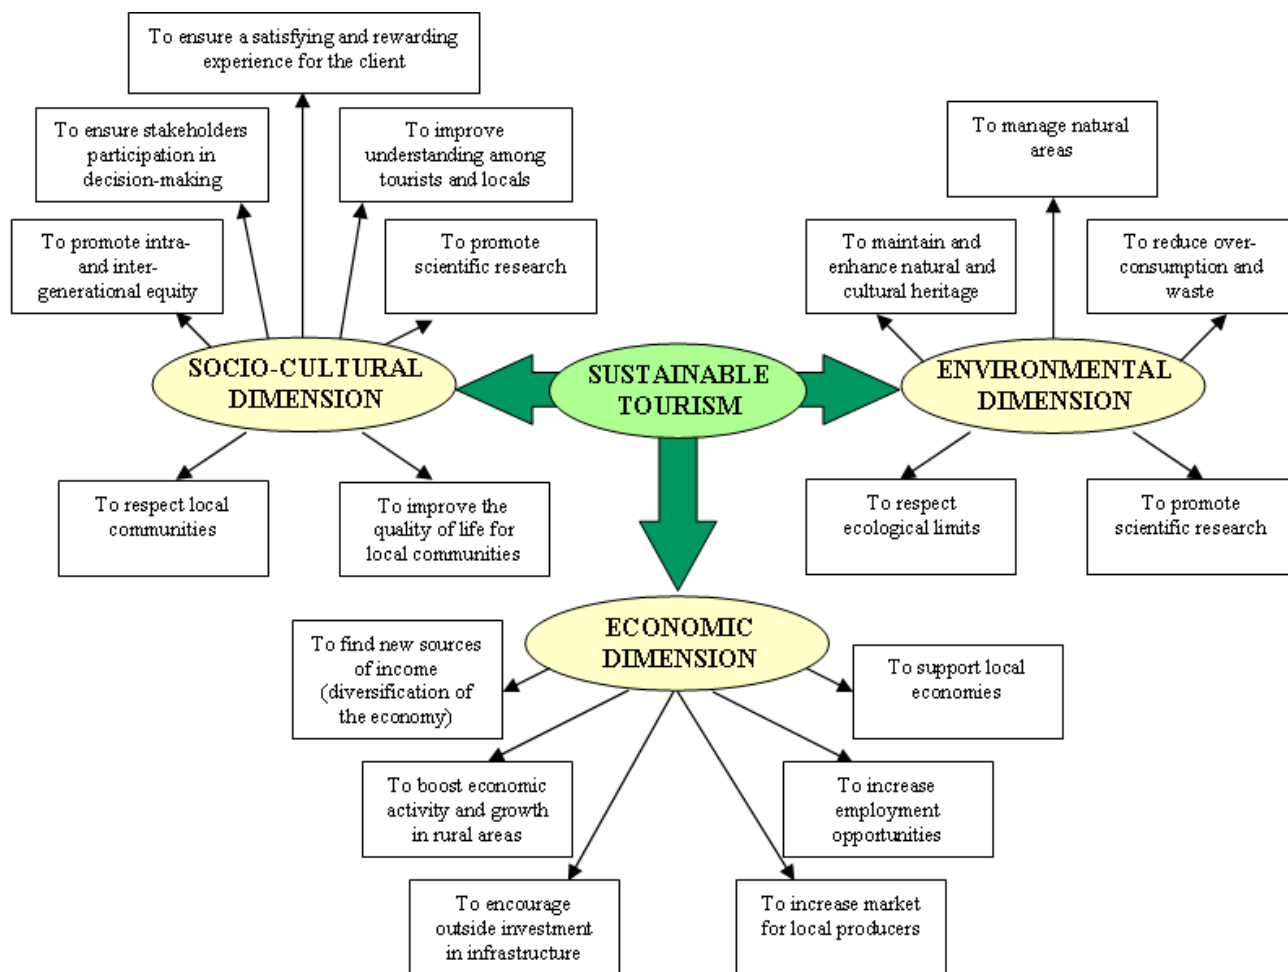 To ensure a satisfying and rewarding
experience for the client
To ensure stakeholders
participation in
decision-making
To improve
understanding among
tourists and locals
To manage natural
areas
To promote intra-
and inter-
generational equity
To promote
scientific research
To maintain and
enhance natural and
cultural heritage
To reduce over-
consumption and
waste
SOCIO-CULTURAL
DIMENSION
SUSTAINABLE
TOURISM
ENVIRONMENTAL
DIMENSION
To respect local
communities
To improve the
quality of life for
local communities
To respect
ecological limits
To promote
scientific research
ECONOMIC
DIMENSION
To find new sources
of income
(diversification of
the economy)
To support local
economies
To boost economic
activity and growth
in rural areas
To increase
employment
opportunities
To encourage
outside investment
in infrastructure
To increase market
for local producers